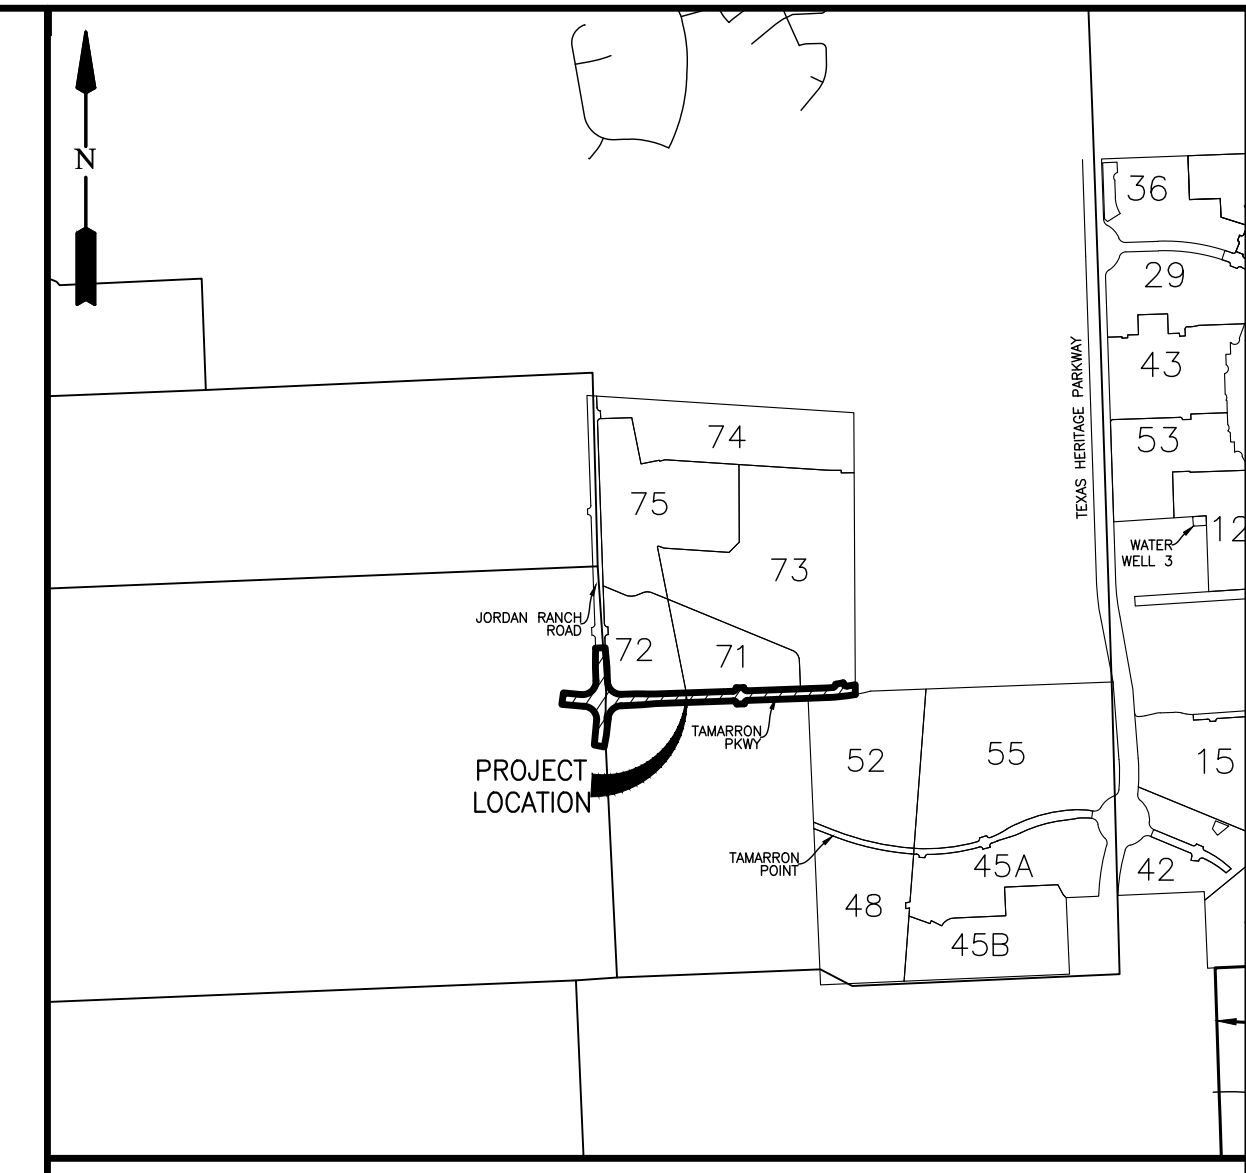 N
36
29
TEXAS HERITAGE PARKWAY
43
74
53
75
12
WATER
WELL 3
73
JORDAN RANCH
ROAD
72
71
TAMARRON
PKWY
52
55
15
PROJECT
LOCATION
TAMARRON
POINT
45A
42
48
45B